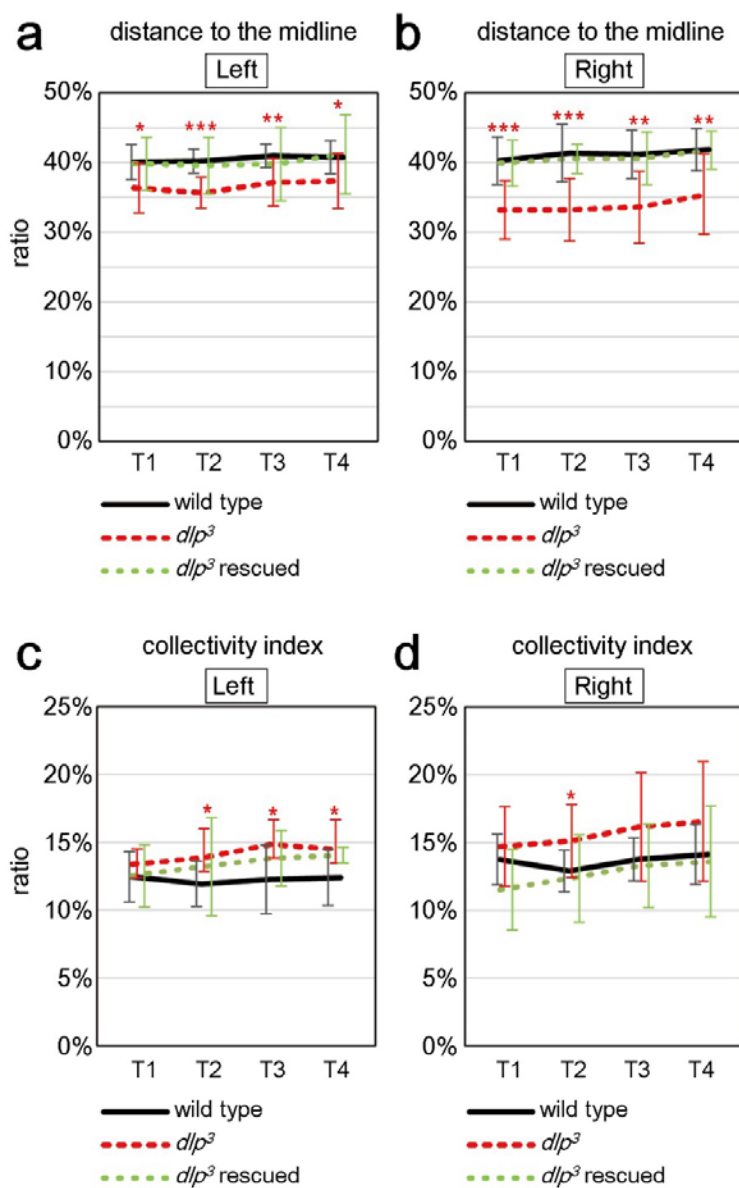 a distance to the midline
Left
50%
40%
30%
20%
10%
0%
ratio
* *** ** *
T1 T2 T3 T4
wild type
dlp³
dlp³ rescued
b distance to the midline
Right
50%
40%
30%
20%
10%
0%
*** *** ** **
T1 T2 T3 T4
wild type
dlp³
dlp³ rescued
c collectivity index
Left
25%
20%
15%
10%
5%
0%
ratio
* * *
T1 T2 T3 T4
wild type
dlp³
dlp³ rescued
d collectivity index
Right
25%
20%
15%
10%
5%
0%
*
T1 T2 T3 T4
wild type
dlp³
dlp³ rescued